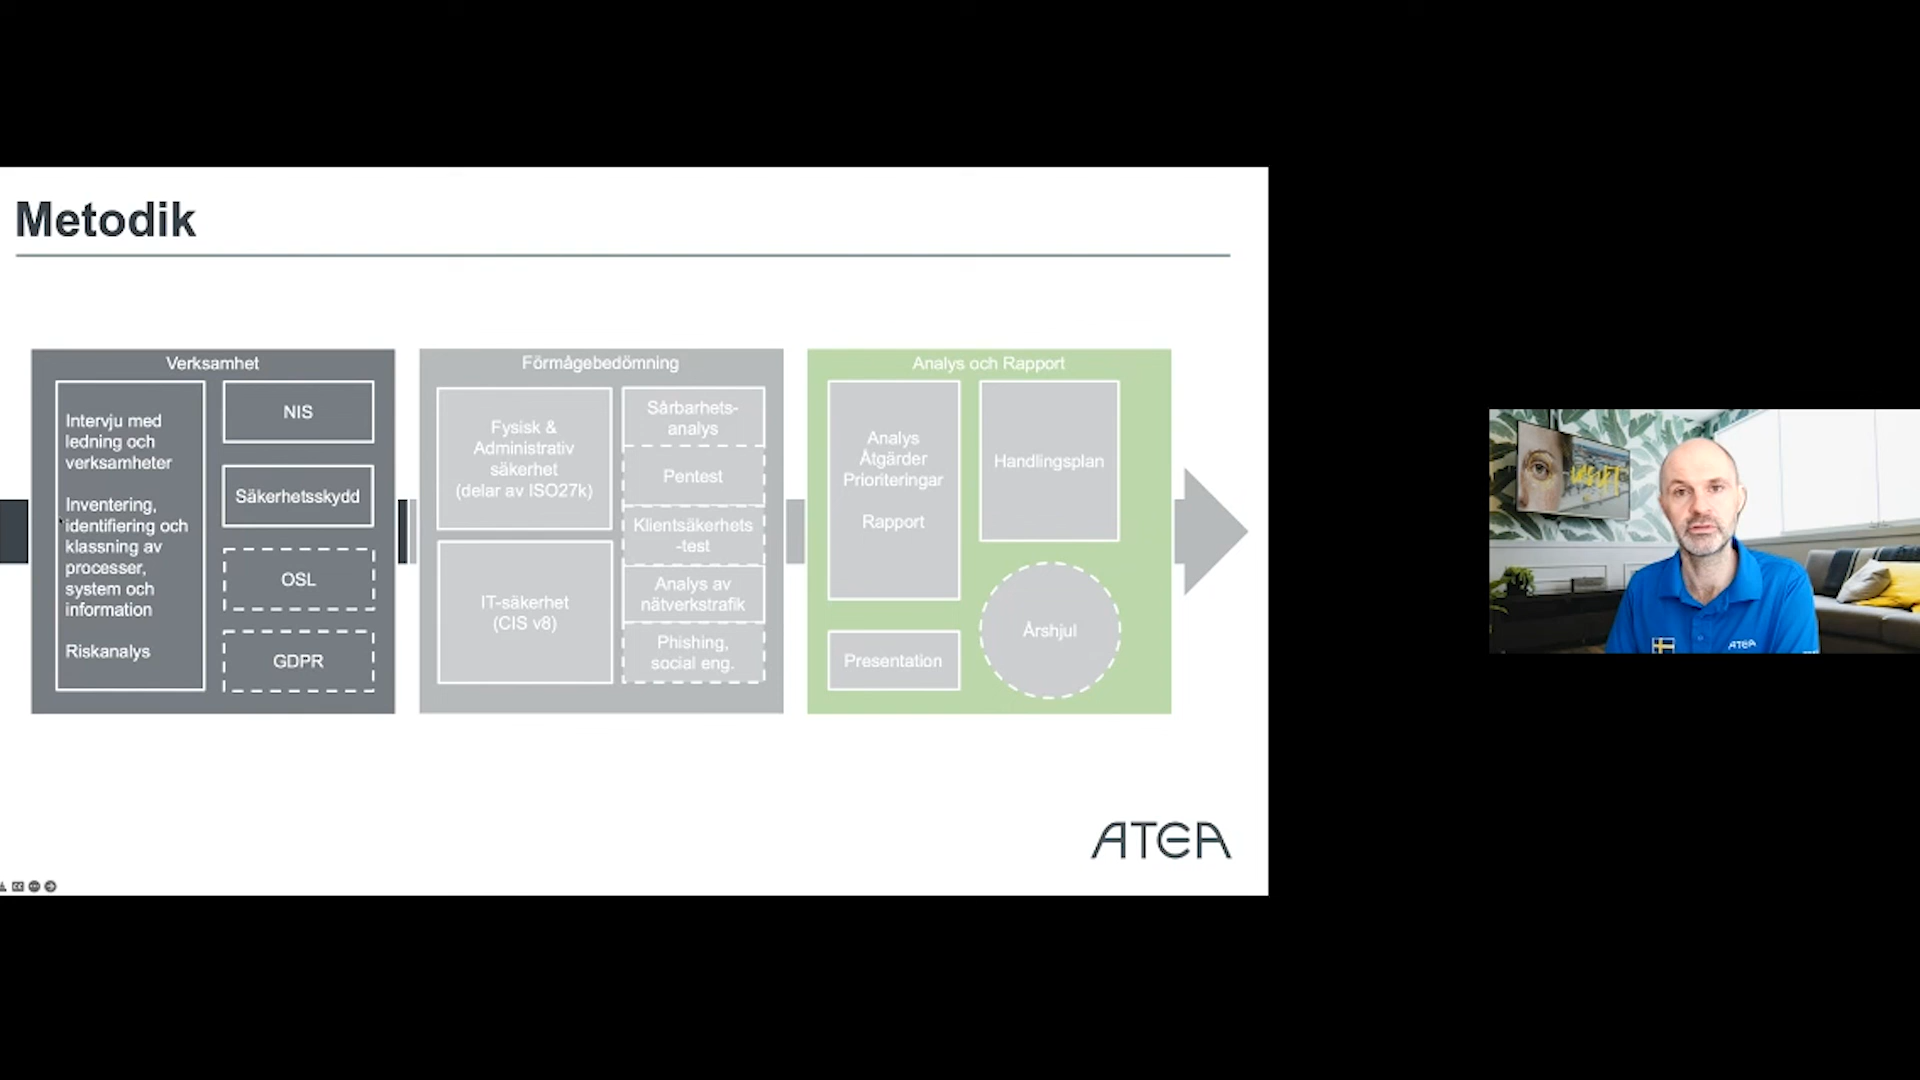 Metodik
Verksamhet
Intervju med
ledning och
verksamheter
Inventering,
identifiering och
klassning av
processer,
system och
information
Riskanalys
NIS
Säkerhetsskydd
OSL
GDPR
Förmågebedömning
Fysisk &
Administrativ
säkerhet
(delar av ISO27k)
IT-säkerhet
(CIS v8)
Sårbarhets-
analys
Pentest
Klientsäkerhets
-test
Analys av
nätverkstrafik
Phishing,
social eng.
Analys och Rapport
Analys
Åtgärder
Prioriteringar
Rapport
Presentation
Handlingsplan
Årshjul
ATEA
ATEA